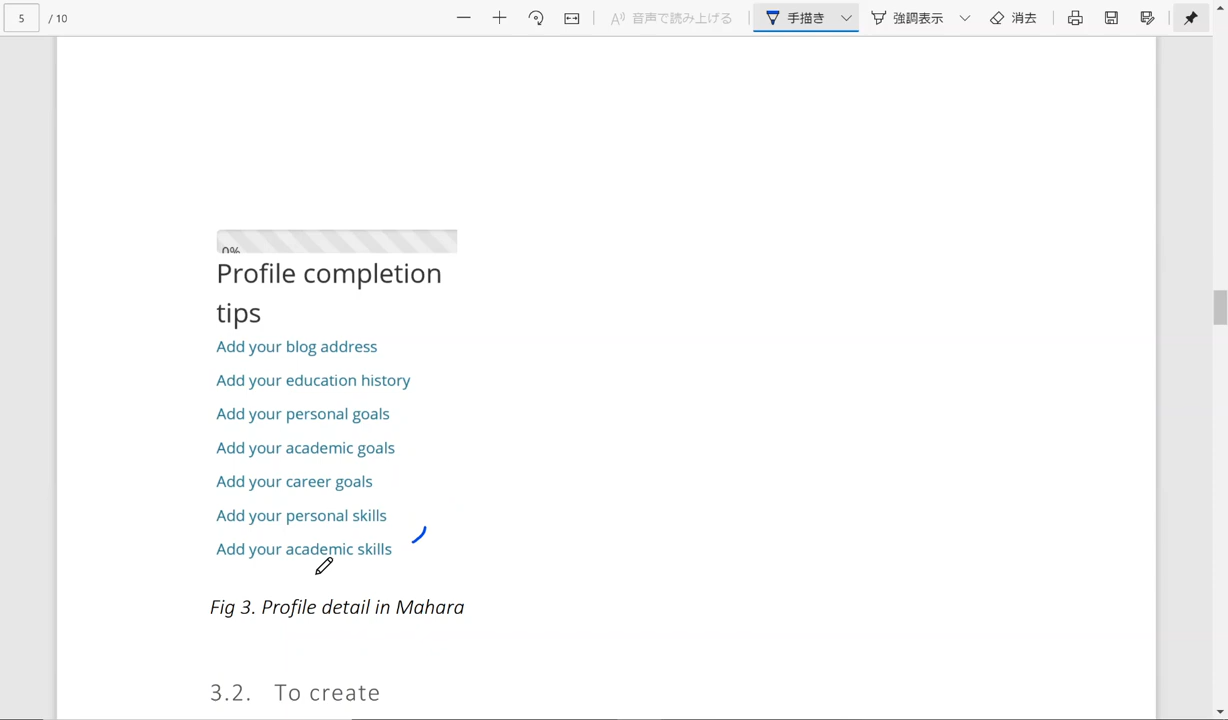 5 / 10 音声で読み上げる 手描き 強調表示 消去
0%
Profile completion
tips
Add your blog address
Add your education history
Add your personal goals
Add your academic goals
Add your career goals
Add your personal skills
Add your academic skills
Fig 3. Profile detail in Mahara
3.2. To create